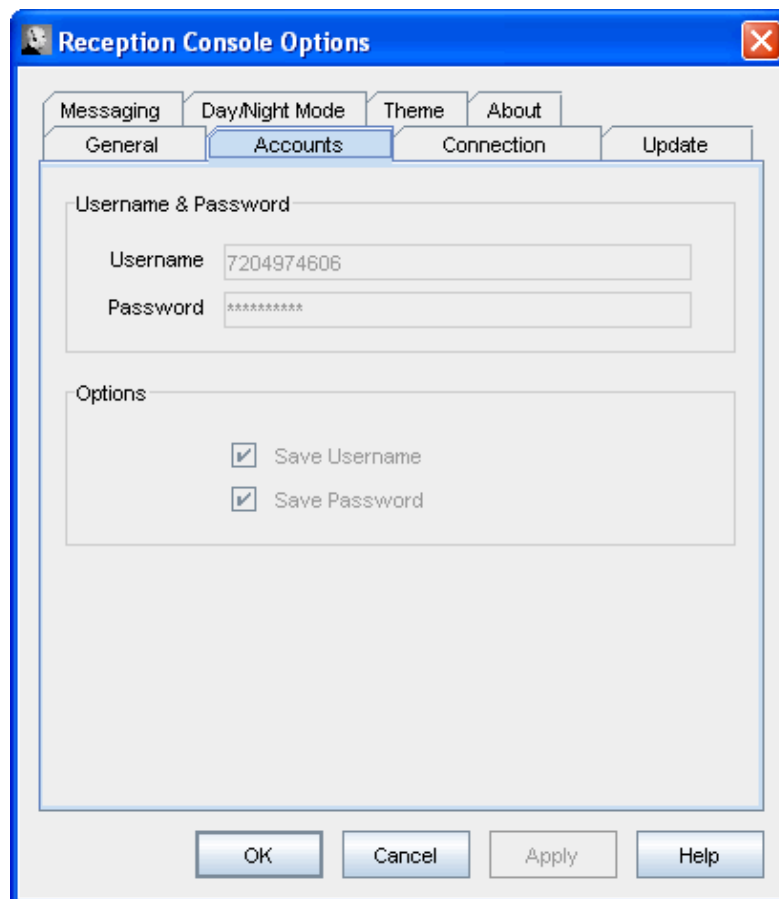 Reception Console Options
Messaging Day/Night Mode Theme About
General Accounts Connection Update
Username & Password
Username 7204974606
Password **********
Options
Save Username
Save Password
OK Cancel Apply Help